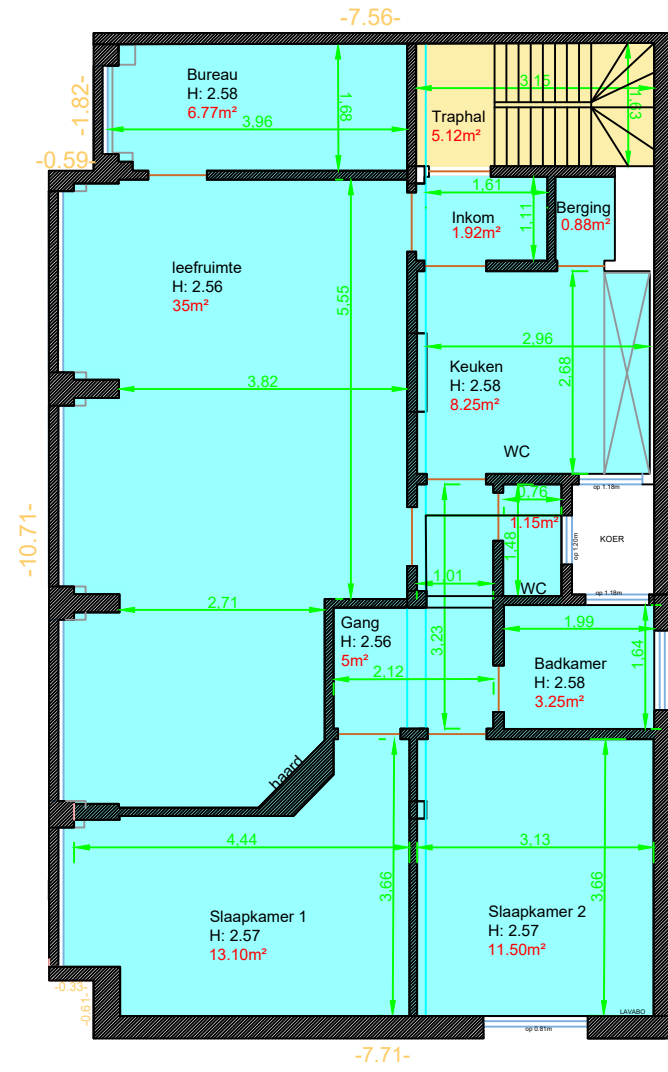 -7.56-
Bureau
H: 2.58
6.77m²
3.96
1,68
-1.82-
-0.59-
3,15
1,63
Traphal
5.12m²
1,61
1,11
Inkom
1.92m²
Berging
0.88m²
leefruimte
H: 2.56
35m²
5,55
3,82
2,96
2,68
Keuken
H: 2.58
8.25m²
WC
op 1.18m
0,76
1.15m²
1,48
op 1.20m
KOER
WC
op 1.18m
-10.71-
1,01
2,71
Gang
H: 2.56
5m²
3,23
2,12
1,99
1,64
Badkamer
H: 2.58
3.25m²
haard
4,44
3,66
3,13
3,66
Slaapkamer 1
H: 2.57
13.10m²
Slaapkamer 2
H: 2.57
11.50m²
-0.33-
-0.61-
LAVABO
op 0.81m
-7.71-